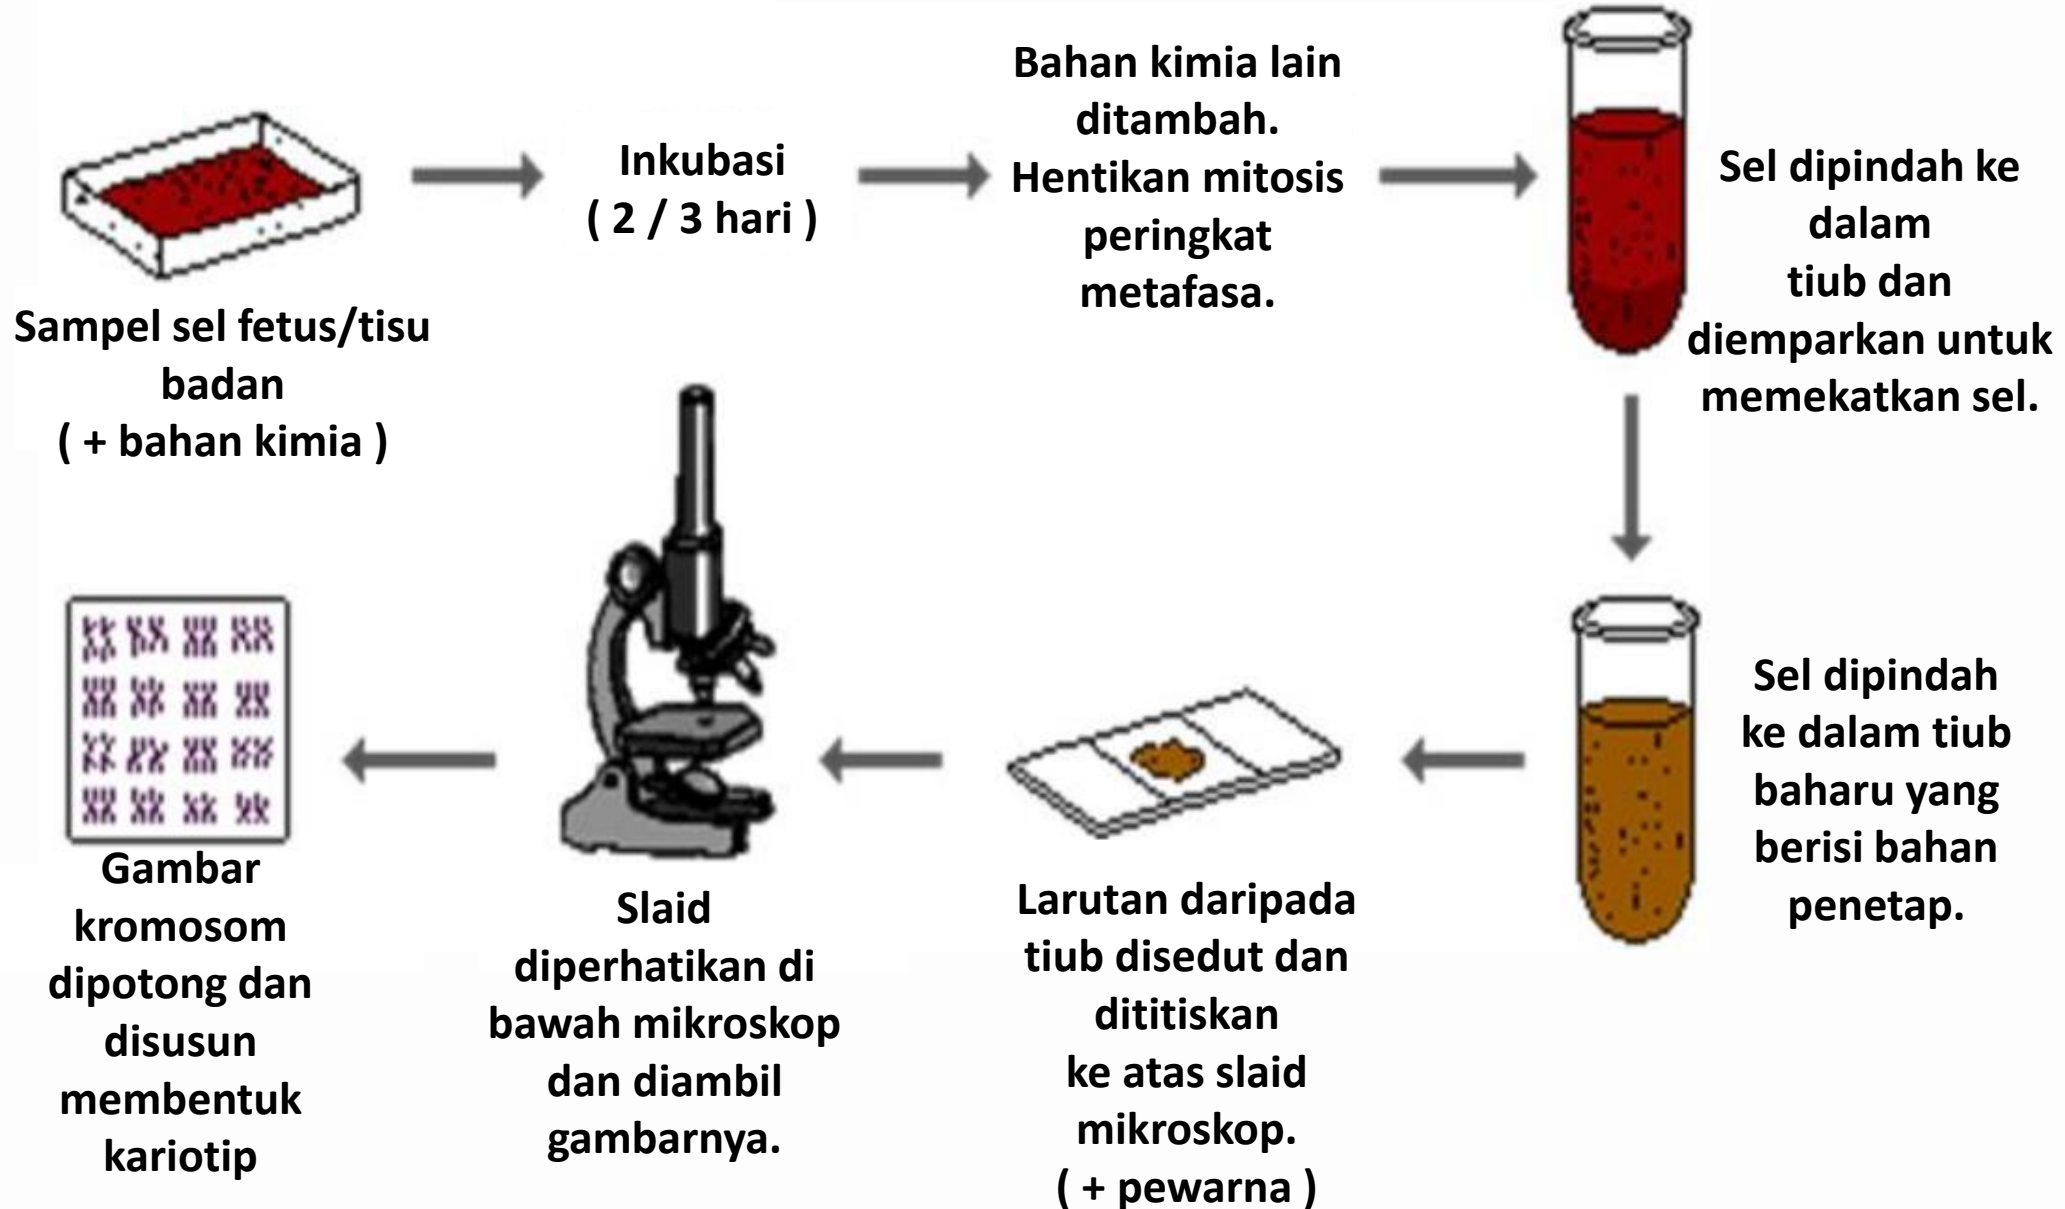 Sampel sel fetus/tisu
badan
( + bahan kimia )
Inkubasi
( 2 / 3 hari )
Bahan kimia lain
ditambah.
Hentikan mitosis
peringkat
metafasa.
Sel dipindah ke
dalam
tiub dan
diemparkan untuk
memekatkan sel.
Sel dipindah
ke dalam tiub
baharu yang
berisi bahan
penetap.
Larutan daripada
tiub disedut dan
dititiskan
ke atas slaid
mikroskop.
( + pewarna )
Slaid
diperhatikan di
bawah mikroskop
dan diambil
gambarnya.
Gambar
kromosom
dipotong dan
disusun
membentuk
kariotip